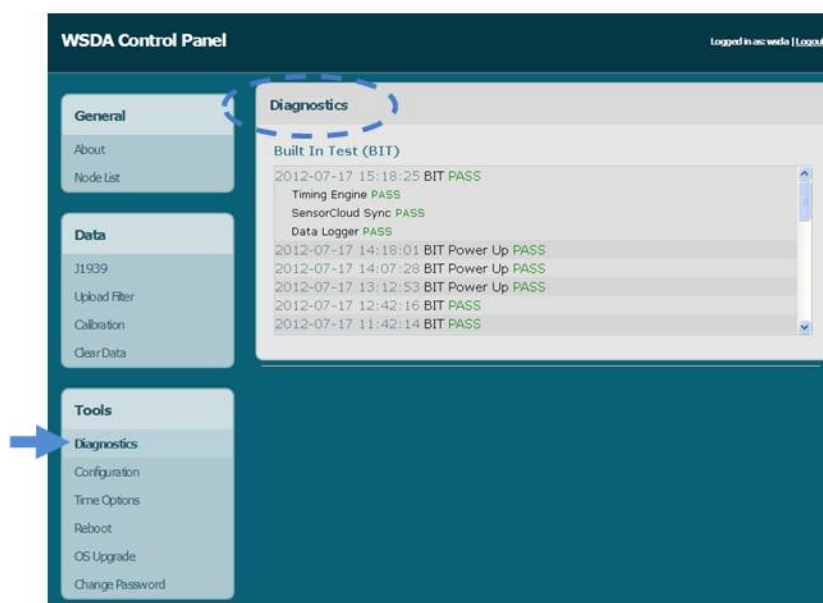 WSDA Control Panel
Logged in as: wsda | Logout
General
About
Node List
Data
J1939
Upload Filter
Calibration
Clear Data
Tools
Diagnostics
Configuration
Time Options
Reboot
OS Upgrade
Change Password
Diagnostics
Built In Test (BIT)
2012-07-17 15:18:25 BIT PASS
Timing Engine PASS
SensorCloud Sync PASS
Data Logger PASS
2012-07-17 14:18:01 BIT Power Up PASS
2012-07-17 14:07:28 BIT Power Up PASS
2012-07-17 13:12:53 BIT Power Up PASS
2012-07-17 12:42:16 BIT PASS
2012-07-17 11:42:14 BIT PASS